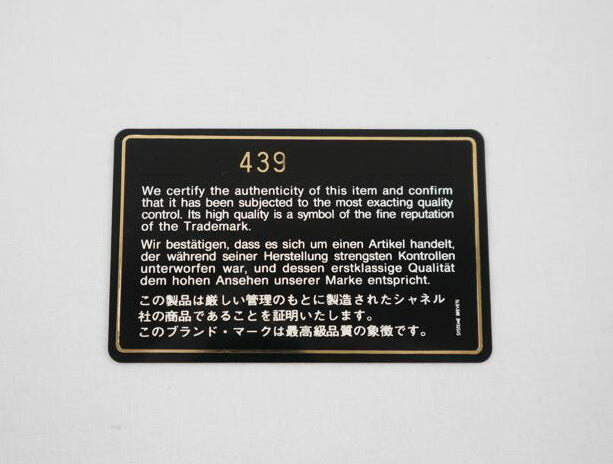 439
We certify the authenticity of this item and confirm
that it has been subjected to the most exacting quality
control. Its high quality is a symbol of the fine reputation
of the Trademark.
Wir bestätigen, dass es sich um einen Artikel handelt,
der während seiner Herstellung strengsten Kontrollen
unterworfen war, und dessen erstklassige Qualität
dem hohen Ansehen unserer Marke entspricht.
この製品は厳しい管理のもとに製造されたシャネル
社の商品であることを証明いたします。
このブランド・マークは最高級品質の象徴です。